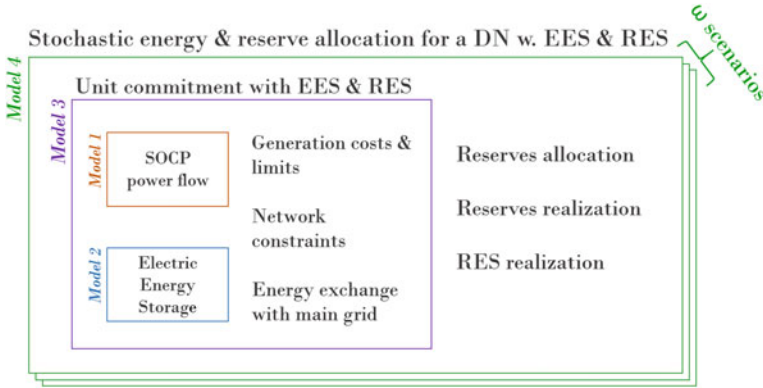 Stochastic energy & reserve allocation for a DN w. EES & RES
ω scenarios
Model 4
Unit commitment with EES & RES
Model 3
Model 1
SOCP
power flow
Generation costs &
limits
Network
constraints
Model 2
Electric
Energy
Storage
Energy exchange
with main grid
Reserves allocation
Reserves realization
RES realization